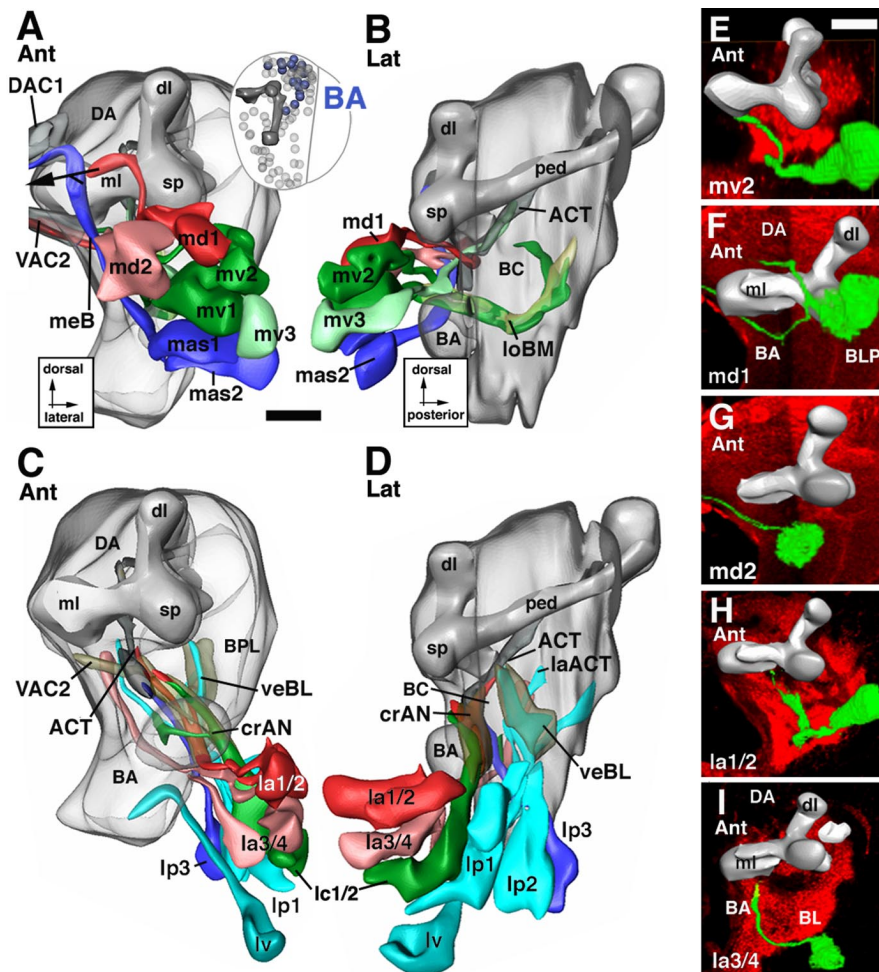 A
Ant
DAC1
DA
dl
BA
ml
sp
VAC2
md1
md2
mv2
mv1
meB
mv3
mas1
mas2
dorsal
lateral
B
Lat
dl
ped
sp
ACT
md1
mv2
BC
mv3
BA
loBM
mas2
dorsal
posterior
C
Ant
dl
DA
ml
sp
BPL
VAC2
veBL
ACT
crAN
BA
la1/2
la3/4
lp3
lc1/2
lp1
lv
D
Lat
dl
ped
sp
ACT
laACT
BC
crAN
BA
veBL
la1/2
la3/4
lp3
lp1
lp2
lv
E
Ant
mv2
F
DA
Ant
dl
ml
BA
BLP
md1
G
Ant
md2
H
Ant
la1/2
I
DA
Ant
dl
ml
BA
BL
la3/4